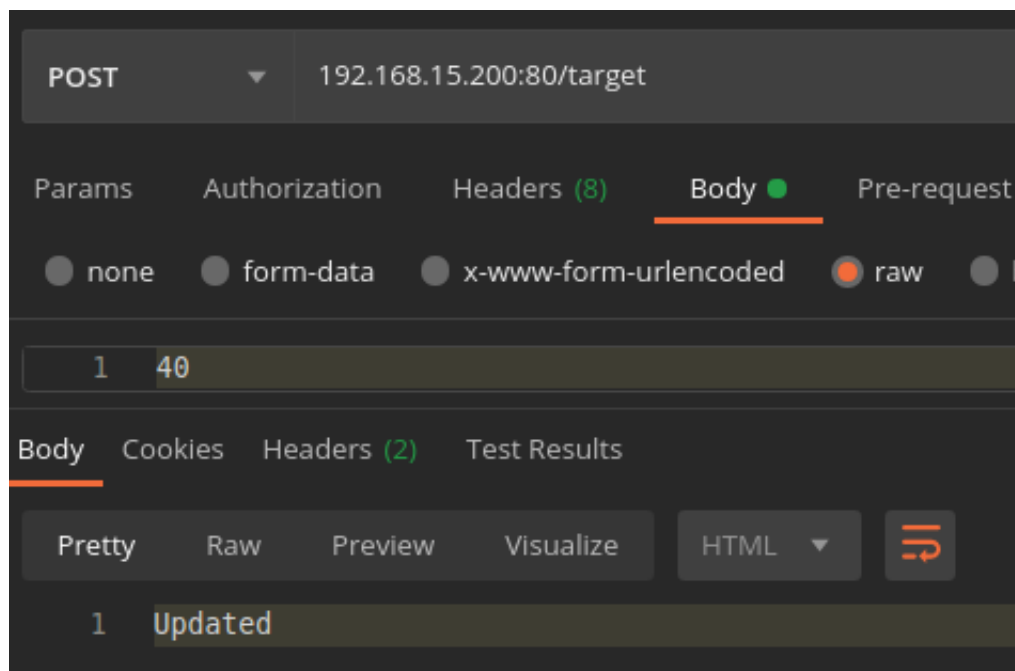 POST 192.168.15.200:80/target
Params Authorization Headers (8) Body Pre-request
none form-data x-www-form-urlencoded raw
1 40
Body Cookies Headers (2) Test Results
Pretty Raw Preview Visualize HTML
1 Updated